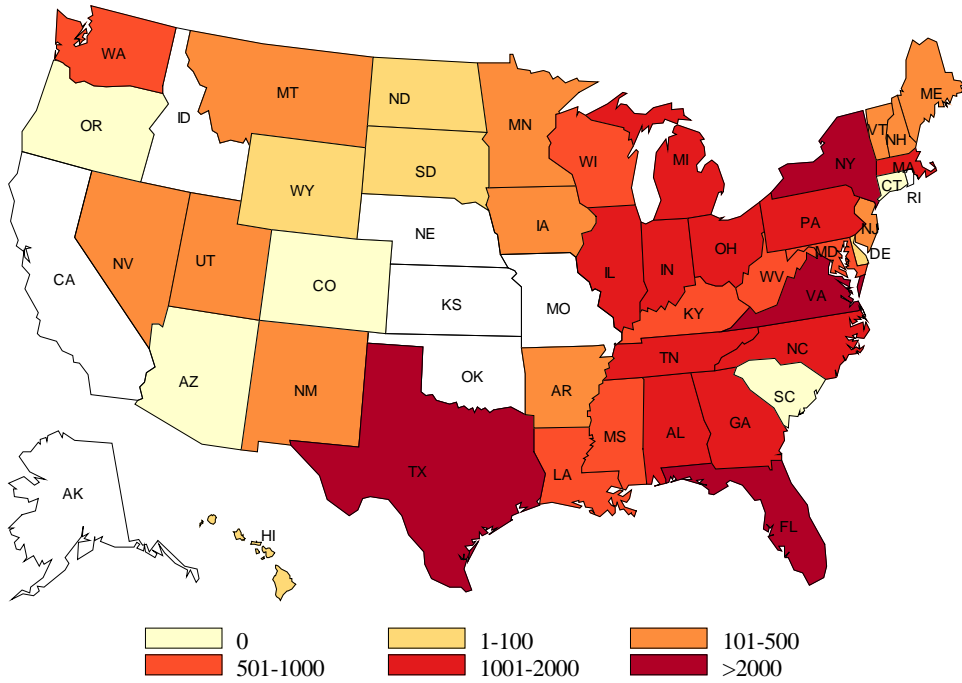 WA
MT
ND
ME
OR
ID
MN
VT
NH
WI
MI
NY
MA
SD
WY
CT
RI
NE
IA
PA
NJ
NV
UT
OH
MD
DE
CA
CO
IL
IN
WV
VA
KS
MO
KY
NC
TN
AZ
NM
OK
AR
SC
MS
AL
GA
TX
LA
AK
HI
FL
0 1-100 101-500
501-1000 1001-2000 >2000